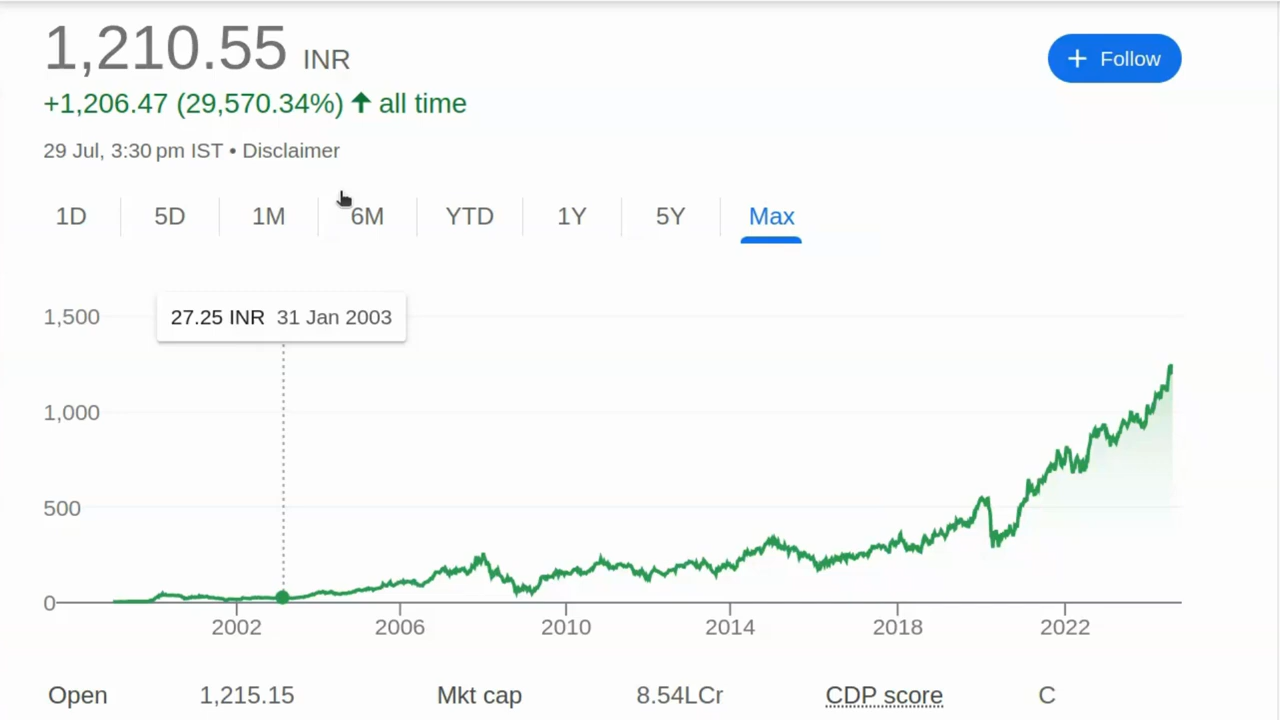 1,210.55 INR
+ Follow
+1,206.47 (29,570.34%) ↑ all time
29 Jul, 3:30 pm IST • Disclaimer
1D 5D 1M 6M YTD 1Y 5Y Max
27.25 INR 31 Jan 2003
1,500
1,000
500
0
2002 2006 2010 2014 2018 2022
Open 1,215.15 Mkt cap 8.54LCr CDP score C